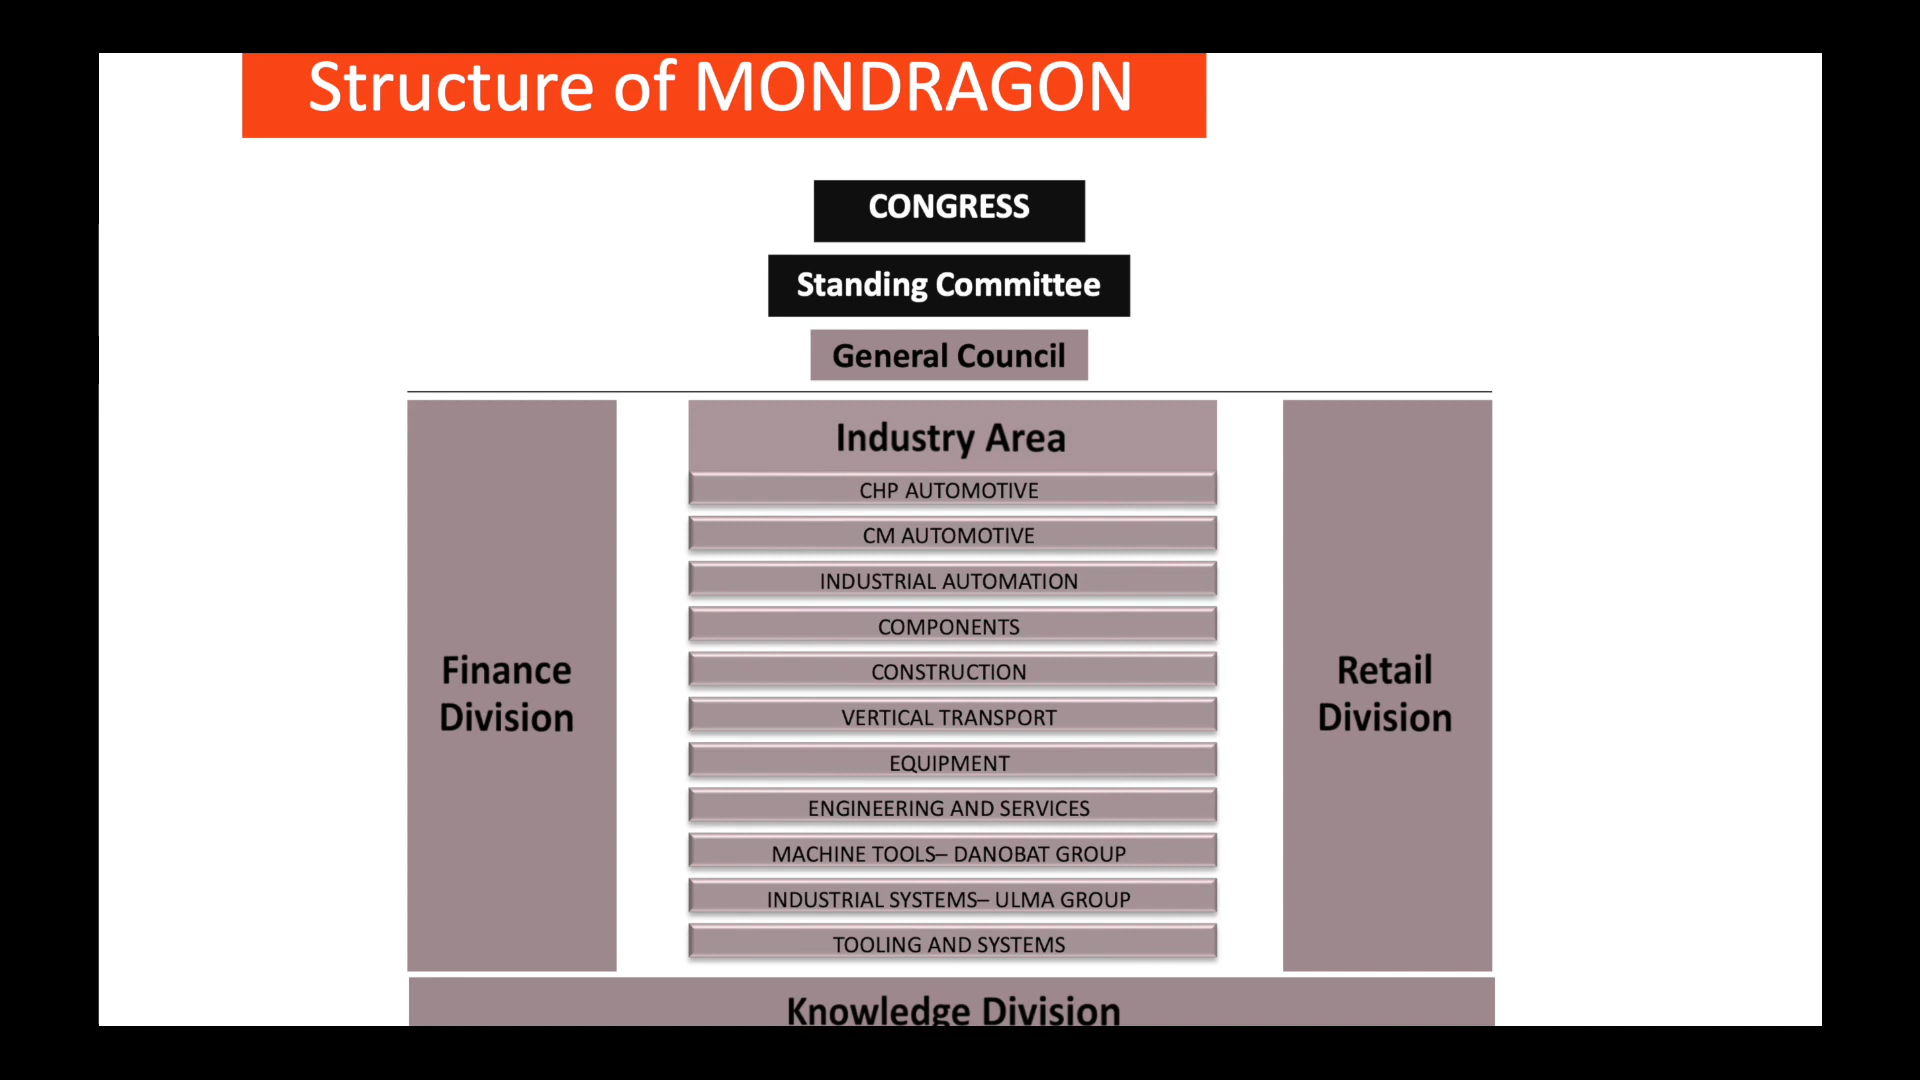 Structure of MONDRAGON
CONGRESS
Standing Committee
General Council
Finance
Division
Industry Area
CHP AUTOMOTIVE
CM AUTOMOTIVE
INDUSTRIAL AUTOMATION
COMPONENTS
CONSTRUCTION
VERTICAL TRANSPORT
EQUIPMENT
ENGINEERING AND SERVICES
MACHINE TOOLS– DANOBAT GROUP
INDUSTRIAL SYSTEMS– ULMA GROUP
TOOLING AND SYSTEMS
Retail
Division
Knowledge Division